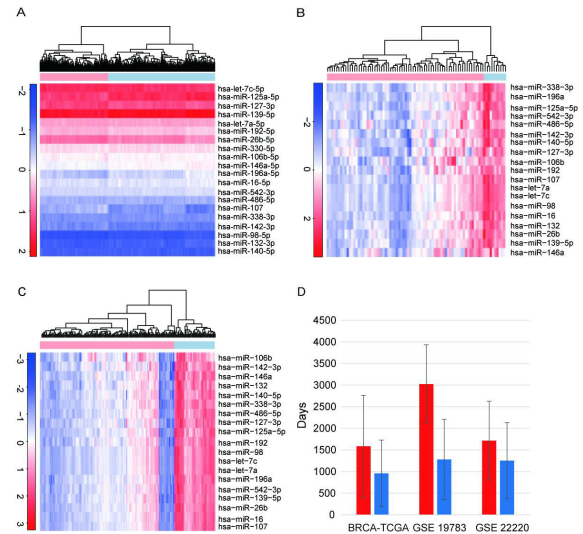 A
-2
-1
0
1
2
hsa-let-7c-5p
hsa-miR-125a-5p
hsa-miR-127-3p
hsa-miR-139-5p
hsa-let-7a-5p
hsa-miR-192-5p
hsa-miR-26b-5p
hsa-miR-330-5p
hsa-miR-106b-5p
hsa-miR-146a-5p
hsa-miR-196a-5p
hsa-miR-16-5p
hsa-miR-542-3p
hsa-miR-486-5p
hsa-miR-107
hsa-miR-338-3p
hsa-miR-142-3p
hsa-miR-98-5p
hsa-miR-132-3p
hsa-miR-140-5p
B
-2
0
2
hsa-miR-338-3p
hsa-miR-196a
hsa-miR-125a-5p
hsa-miR-542-3p
hsa-miR-486-5p
hsa-miR-142-3p
hsa-miR-140-5p
hsa-miR-127-3p
hsa-miR-106b
hsa-miR-192
hsa-miR-107
hsa-let-7a
hsa-let-7c
hsa-miR-98
hsa-miR-16
hsa-miR-132
hsa-miR-26b
hsa-miR-139-5p
hsa-miR-146a
C
-3
-2
-1
0
1
2
3
hsa-miR-106b
hsa-miR-142-3p
hsa-miR-146a
hsa-miR-132
hsa-miR-140-5p
hsa-miR-338-3p
hsa-miR-486-5p
hsa-miR-127-3p
hsa-miR-125a-5p
hsa-miR-192
hsa-miR-98
hsa-let-7c
hsa-let-7a
hsa-miR-196a
hsa-miR-542-3p
hsa-miR-139-5p
hsa-miR-26b
hsa-miR-16
hsa-miR-107
D
Days
4500
4000
3500
3000
2500
2000
1500
1000
500
0
BRCA-TCGA GSE 19783 GSE 22220